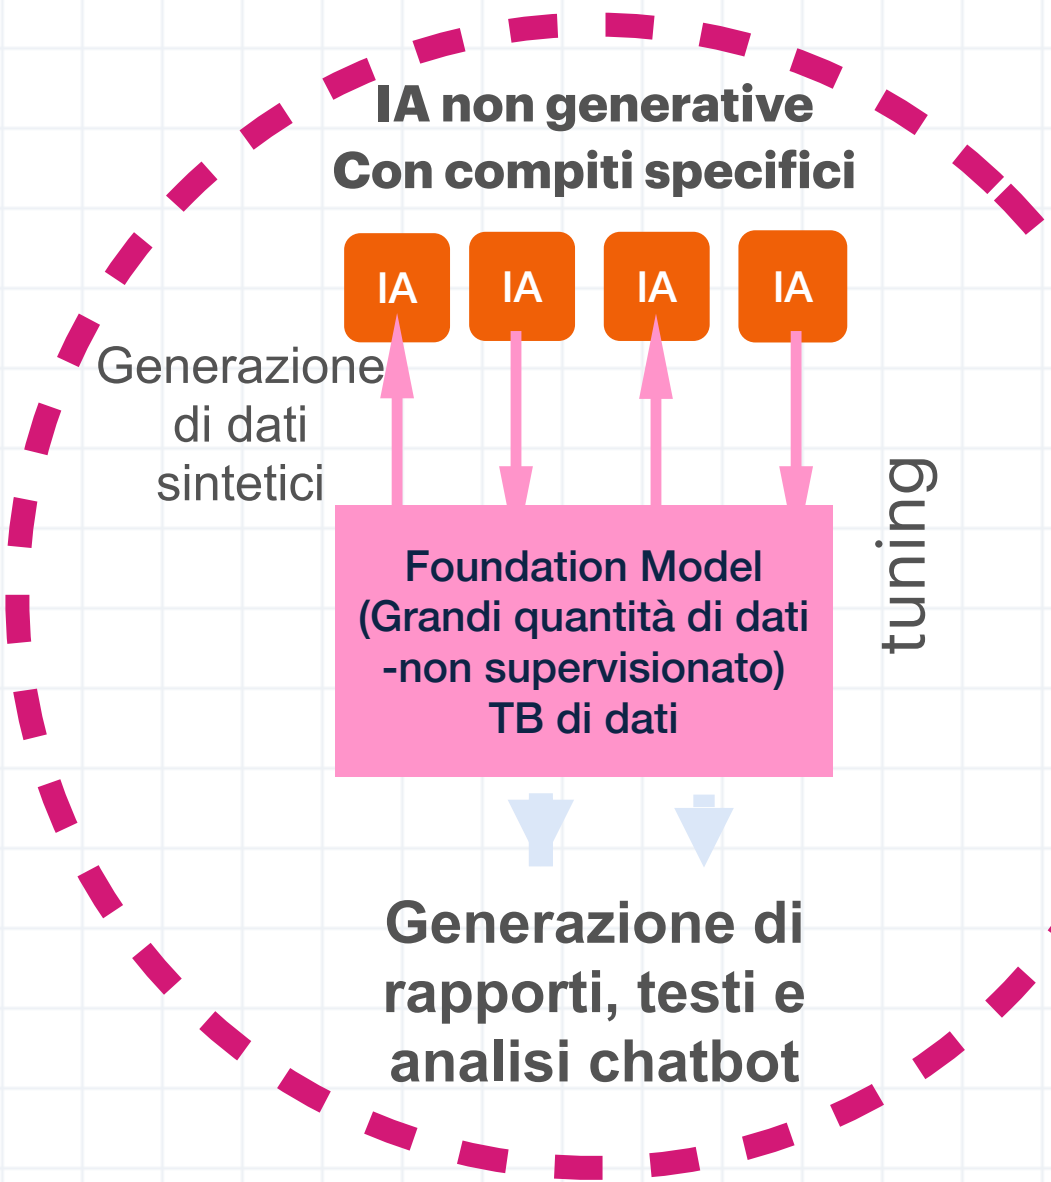 IA non generative
Con compiti specifici
IA IA IA IA
Generazione
di dati
sintetici
tuning
Foundation Model
(Grandi quantità di dati
-non supervisionato)
TB di dati
Generazione di
rapporti, testi e
analisi chatbot